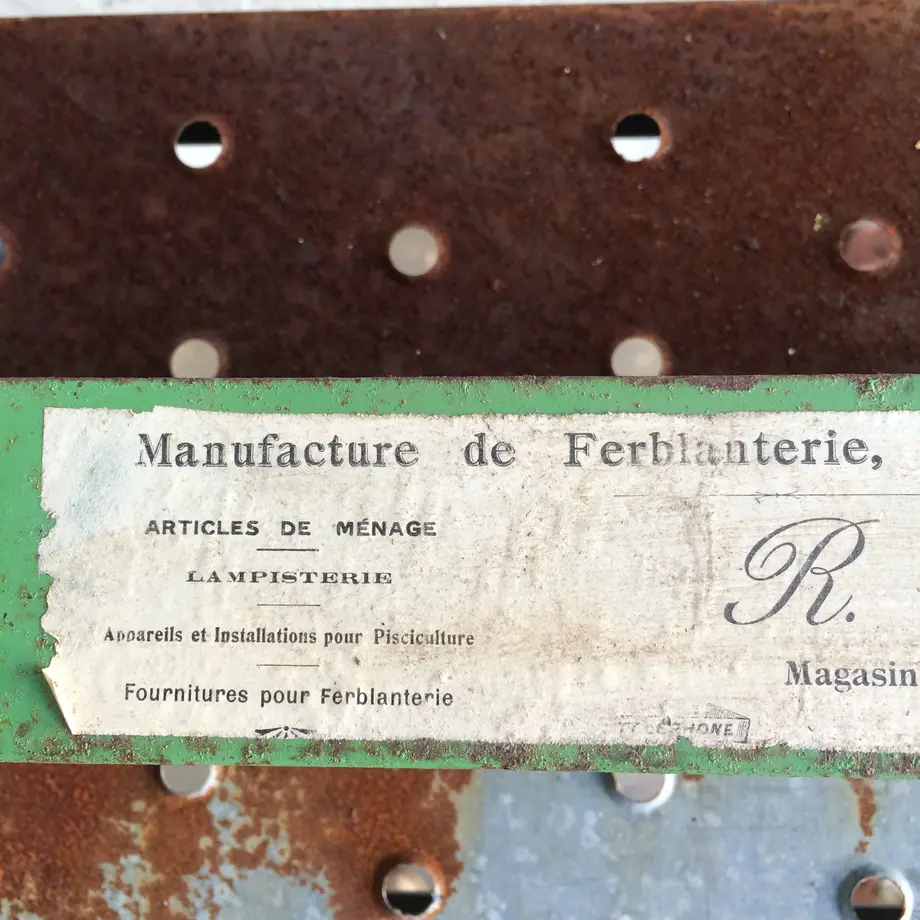 Manufacture de Ferblanterie,
ARTICLES DE MÉNAGE
LAMPISTERIE
Appareils et Installations pour Pisciculture
Fournitures pour Ferblanterie
R.
Magasin